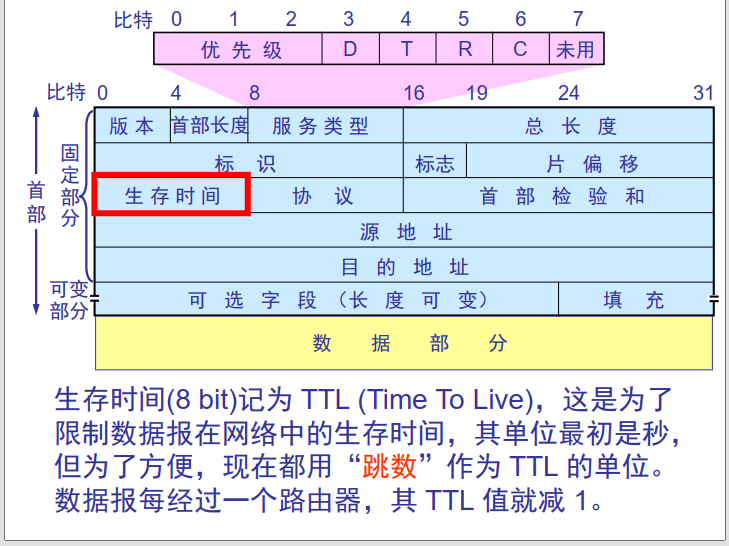 比特 0 1 2 3 4 5 6 7
优 先 级 D T R C 未用
比特 0 4 8 16 19 24 31
版 本 首部长度 服 务 类 型 总 长 度
标 识 标志 片 偏 移
生 存 时 间 协 议 首 部 检 验 和
源 地 址
目 的 地 址
可 选 字 段 （长 度 可 变） 填 充
数 据 部 分
首部
固定部分
可变
部分
生存时间(8 bit)记为 TTL (Time To Live)，这是为了
限制数据报在网络中的生存时间，其单位最初是秒，
但为了方便，现在都用“跳数”作为 TTL 的单位。
数据报每经过一个路由器，其 TTL 值就减 1。